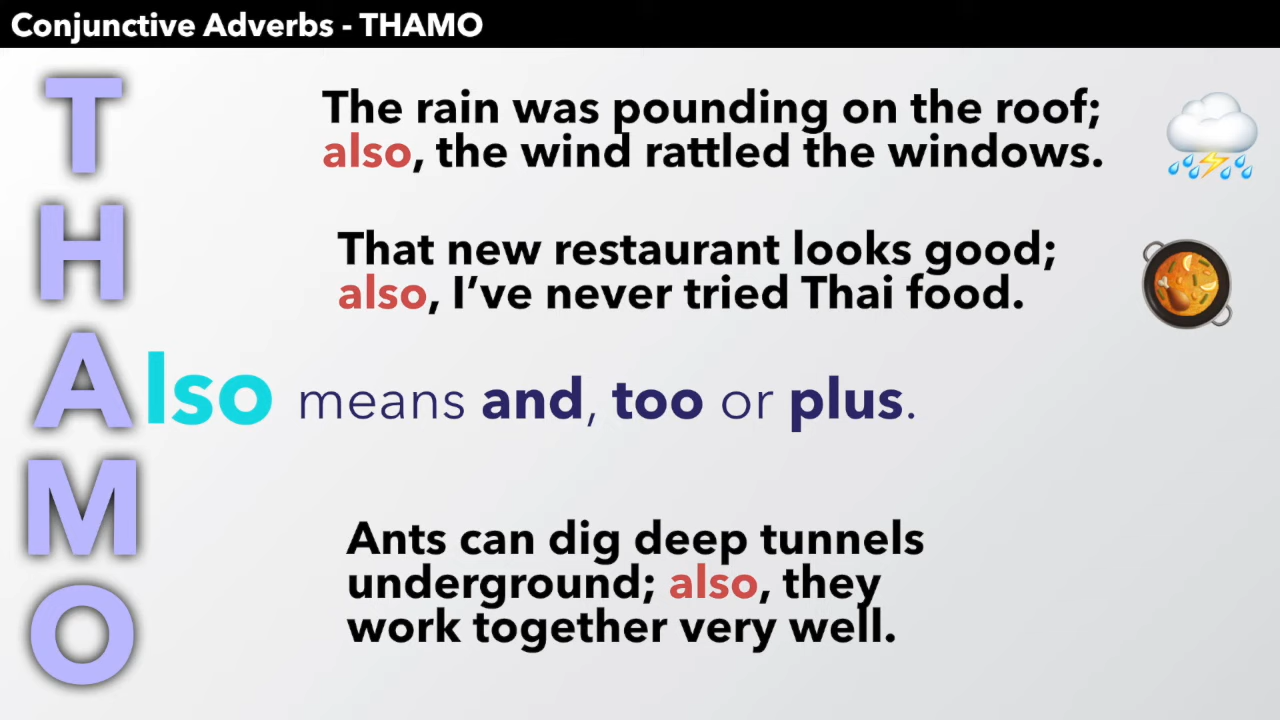 Conjunctive Adverbs - THAMO
T
The rain was pounding on the roof;
also, the wind rattled the windows.
H
That new restaurant looks good;
also, I've never tried Thai food.
Also means and, too or plus.
M
Ants can dig deep tunnels
underground; also, they
work together very well.
O